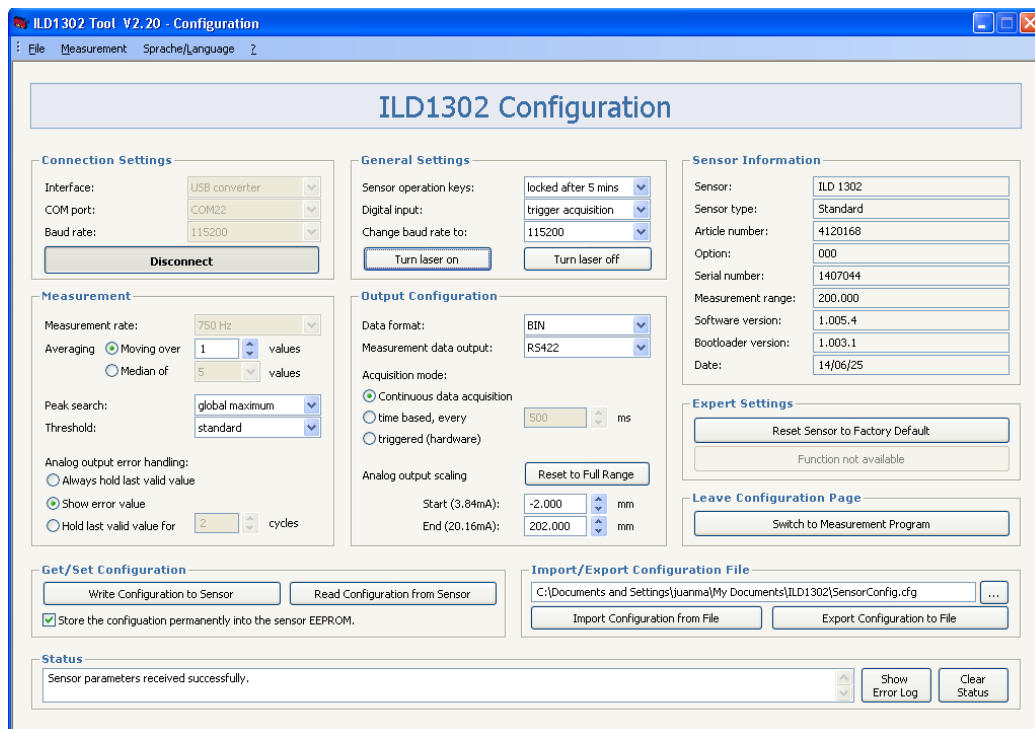 ILD1302 Tool V2.20 - Configuration
File Measurement Sprache/Language ?
ILD1302 Configuration
Connection Settings
Interface: USB converter
COM port: COM22
Baud rate: 115200
Disconnect
General Settings
Sensor operation keys: locked after 5 mins
Digital input: trigger acquisition
Change baud rate to: 115200
Turn laser on Turn laser off
Sensor Information
Sensor: ILD 1302
Sensor type: Standard
Article number: 4120168
Option: 000
Serial number: 1407044
Measurement range: 200.000
Software version: 1.005.4
Bootloader version: 1.003.1
Date: 14/06/25
Measurement
Measurement rate: 750 Hz
Averaging Moving over 1 values
Median of 5 values
Peak search: global maximum
Threshold: standard
Analog output error handling:
Always hold last valid value
Show error value
Hold last valid value for 2 cycles
Output Configuration
Data format: BIN
Measurement data output: RS422
Acquisition mode:
Continuous data acquisition
time based, every 500 ms
triggered (hardware)
Analog output scaling Reset to Full Range
Start (3.84mA): -2.000 mm
End (20.16mA): 202.000 mm
Expert Settings
Reset Sensor to Factory Default
Function not available
Leave Configuration Page
Switch to Measurement Program
Get/Set Configuration
Write Configuration to Sensor Read Configuration from Sensor
Store the configuation permanently into the sensor EEPROM.
Import/Export Configuration File
C:\Documents and Settings\juanma\My Documents\ILD1302\SensorConfig.cfg ...
Import Configuration from File Export Configuration to File
Status
Sensor parameters received successfully.
Show Error Log
Clear Status